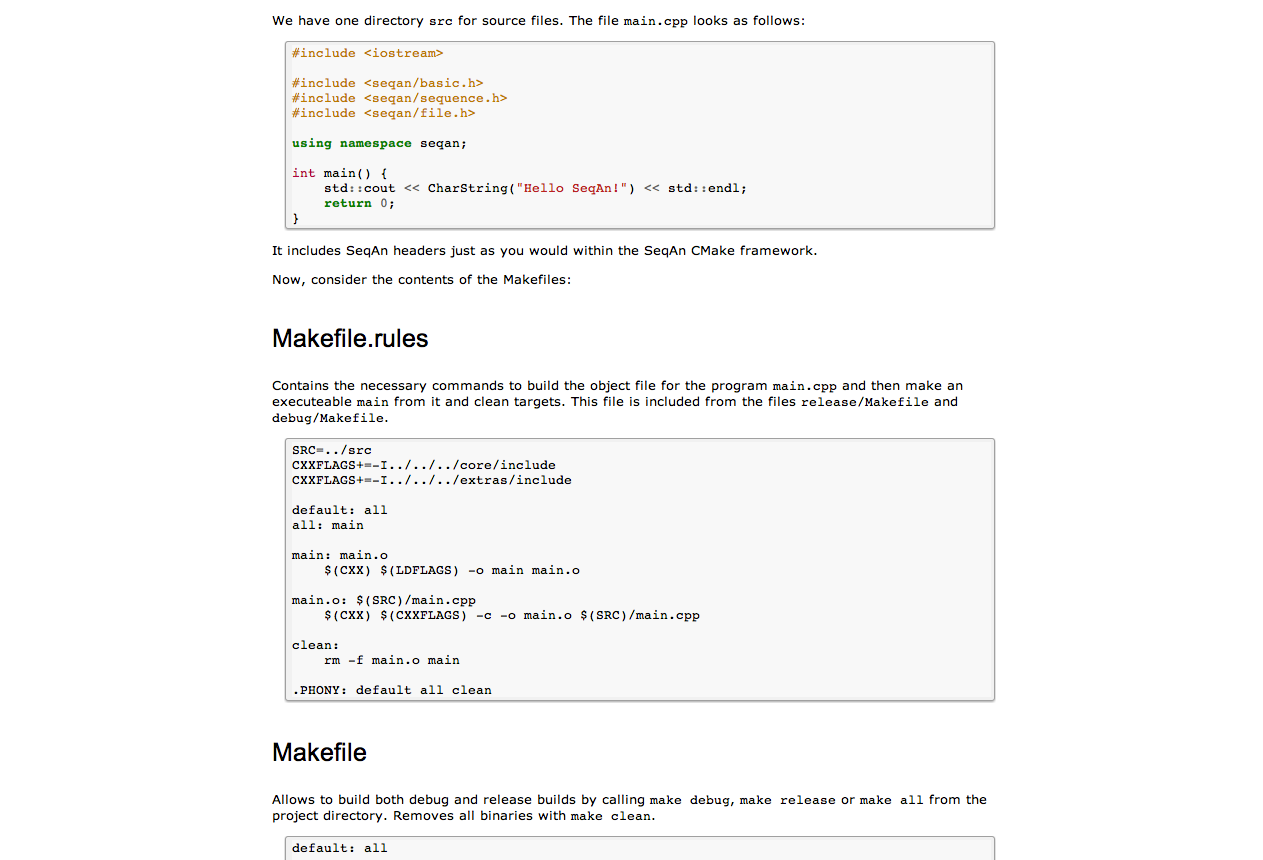 We have one directory src for source files. The file main.cpp looks as follows:
#include <iostream>
#include <seqan/basic.h>
#include <seqan/sequence.h>
#include <seqan/file.h>
using namespace seqan;
int main() {
    std::cout << CharString("Hello SeqAn!") << std::endl;
    return 0;
}
It includes SeqAn headers just as you would within the SeqAn CMake framework.
Now, consider the contents of the Makefiles:
Makefile.rules
Contains the necessary commands to build the object file for the program main.cpp and then make an
executeable main from it and clean targets. This file is included from the files release/Makefile and
debug/Makefile.
SRC=../src
CXXFLAGS+=-I../../../core/include
CXXFLAGS+=-I../../../extras/include
default: all
all: main
main: main.o
    $(CXX) $(LDFLAGS) -o main main.o
main.o: $(SRC)/main.cpp
    $(CXX) $(CXXFLAGS) -c -o main.o $(SRC)/main.cpp
clean:
    rm -f main.o main
.PHONY: default all clean
Makefile
Allows to build both debug and release builds by calling make debug, make release or make all from the
project directory. Removes all binaries with make clean.
default: all